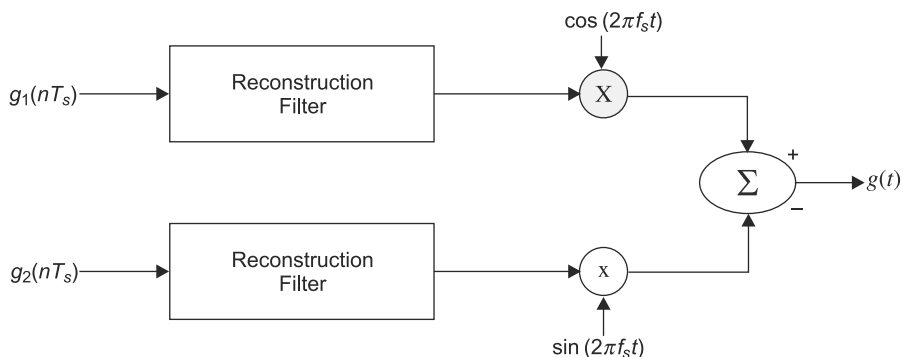 cos (2πfₛt)
g₁(nTₛ)
Reconstruction
Filter
X
+
Σ
g(t)
–
g₂(nTₛ)
Reconstruction
Filter
x
sin (2πfₛt)